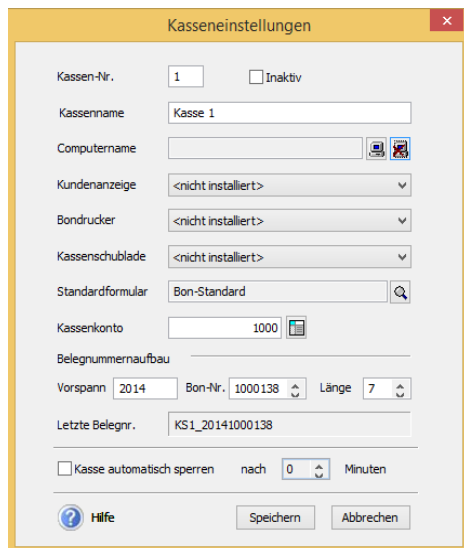 Kasseneinstellungen
Kassen-Nr. 1 Inaktiv
Kassenname Kasse 1
Computername
Kundenanzeige <nicht installiert>
Bondrucker <nicht installiert>
Kassenschublade <nicht installiert>
Standardformular Bon-Standard
Kassenkonto 1000
Belegnummernaufbau
Vorspann 2014 Bon-Nr. 1000138 Länge 7
Letzte Belegnr. KS1_20141000138
Kasse automatisch sperren nach 0 Minuten
? Hilfe Speichern Abbrechen